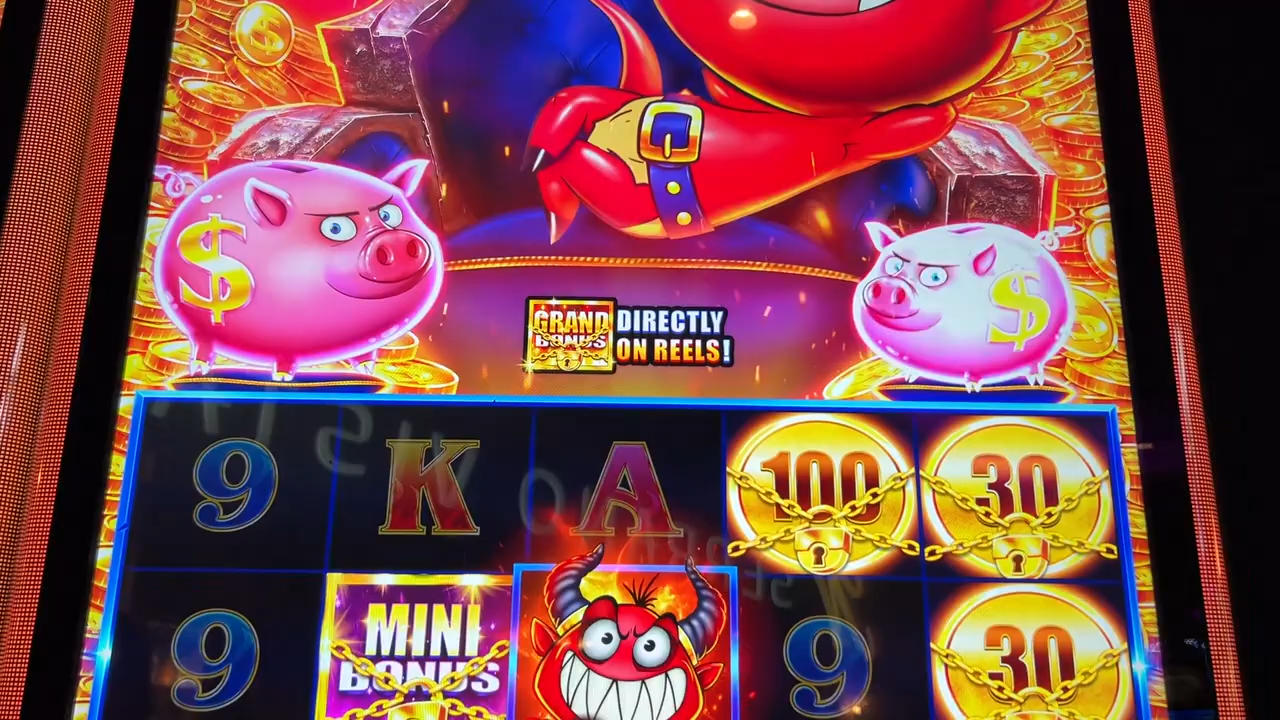 $
$
$
GRAND
BONUS
DIRECTLY
ON REELS!
9 K A 100 30
9 MINI
BONUS
9 30